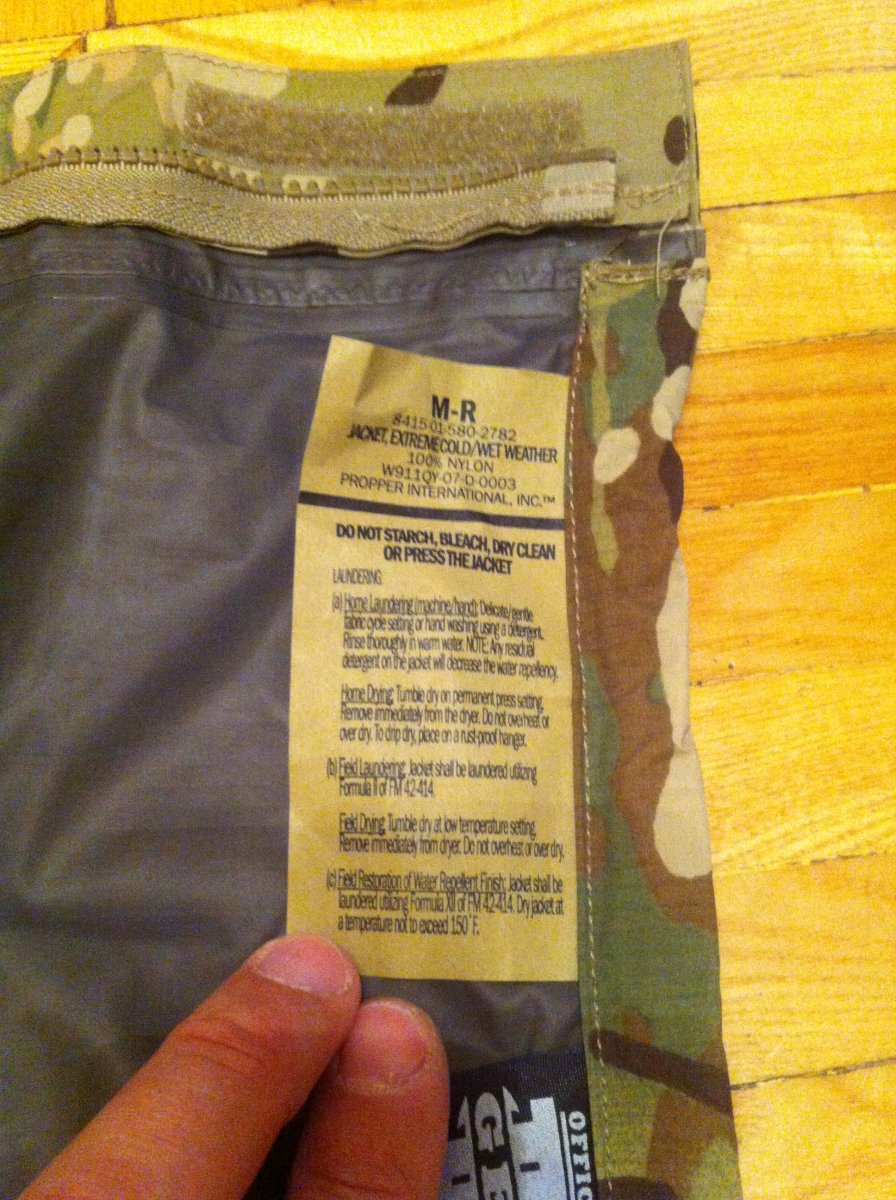 M-R
8415-01-580-2782
JACKET, EXTREME COLD/WET WEATHER
100% NYLON
W911QY-07-D-0003
PROPPER INTERNATIONAL, INC.™
DO NOT STARCH, BLEACH, DRY CLEAN
OR PRESS THE JACKET
LAUNDERING:
(a) Home Laundering (machine/hand): Delicate/gentle
fabric cycle setting or hand washing using a detergent.
Rinse thoroughly in warm water. NOTE: Any residual
detergent on the jacket will decrease the water repellency.
Home Drying: Tumble dry on permanent press setting.
Remove immediately from the dryer. Do not overheat or
over dry. To drip dry, place on a rust-proof hanger.
(b) Field Laundering: Jacket shall be laundered utilizing
Formula II of FM 42-414.
Field Drying: Tumble dry at low temperature setting.
Remove immediately from dryer. Do not overheat or over dry.
(c) Field Restoration of Water Repellent Finish: Jacket shall be
laundered utilizing Formula XII of FM 42-414. Dry jacket at
a temperature not to exceed 150°F.